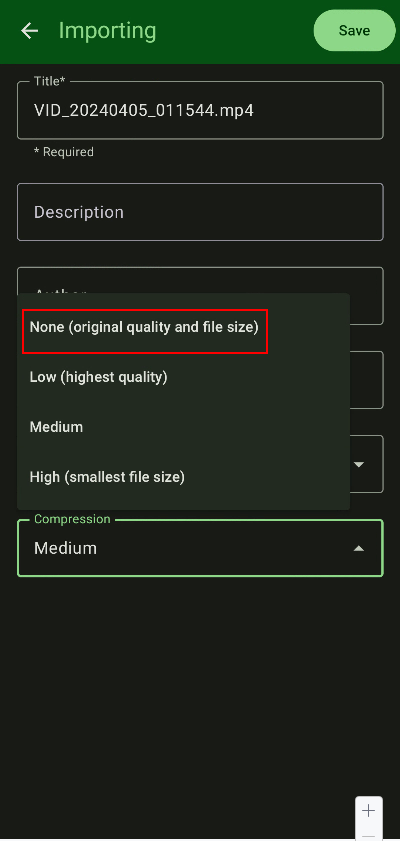 Importing
Save
Title*
VID_20240405_011544.mp4
* Required
Description
None (original quality and file size)
Low (highest quality)
Medium
High (smallest file size)
Compression
Medium